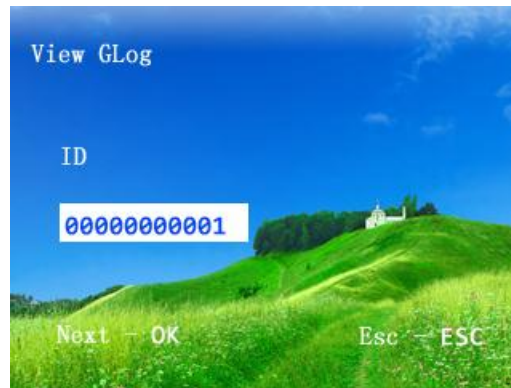 View GLog
ID
00000000001
Next - OK
Esc - ESC